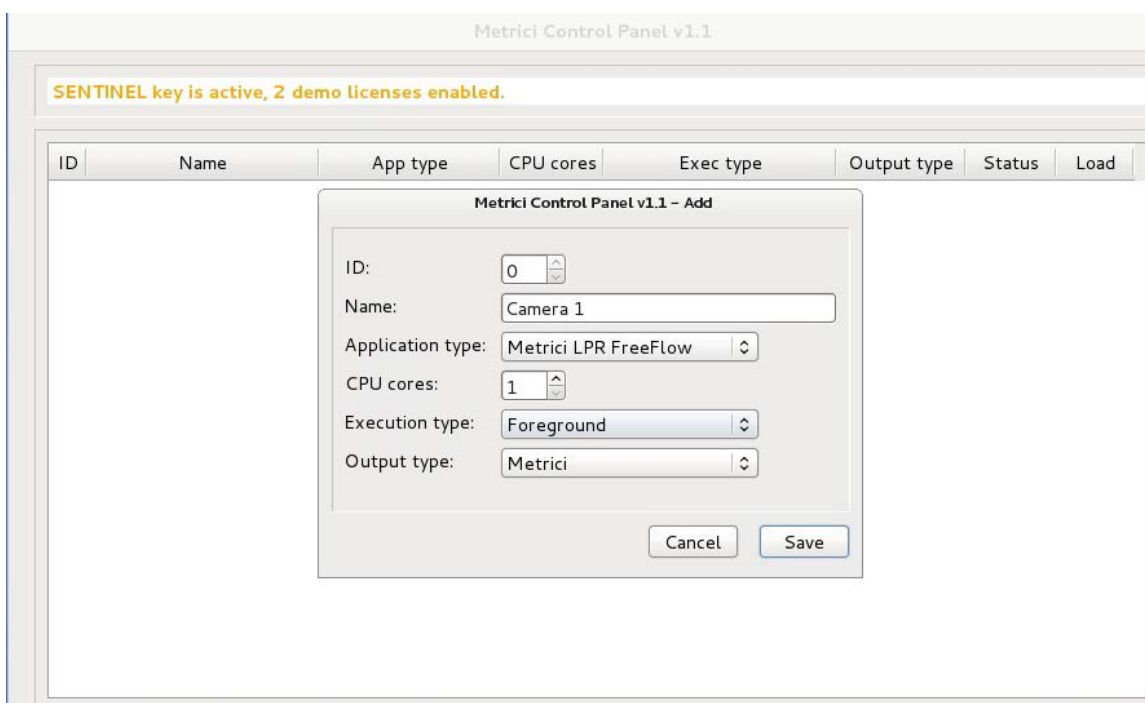 Metrici Control Panel v1.1
SENTINEL key is active, 2 demo licenses enabled.
ID Name App type CPU cores Exec type Output type Status Load
Metrici Control Panel v1.1 – Add
ID: 0
Name: Camera 1
Application type: Metrici LPR FreeFlow
CPU cores: 1
Execution type: Foreground
Output type: Metrici
Cancel Save